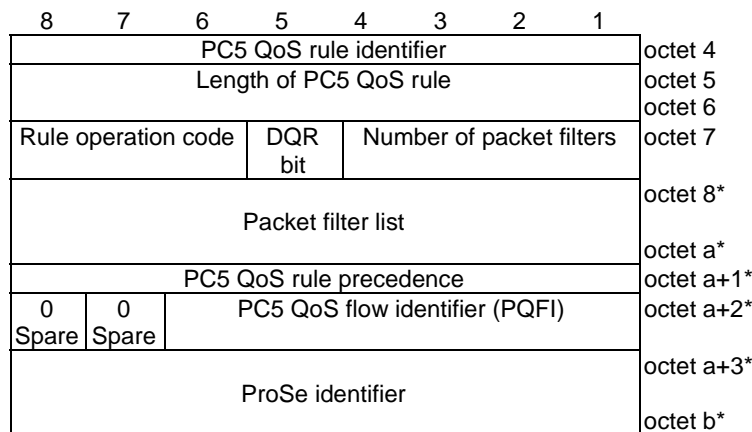 8 7 6 5 4 3 2 1
PC5 QoS rule identifier octet 4
Length of PC5 QoS rule octet 5
octet 6
Rule operation code DQR bit Number of packet filters octet 7
octet 8*
Packet filter list
octet a*
PC5 QoS rule precedence octet a+1*
0 Spare 0 Spare PC5 QoS flow identifier (PQFI) octet a+2*
octet a+3*
ProSe identifier
octet b*